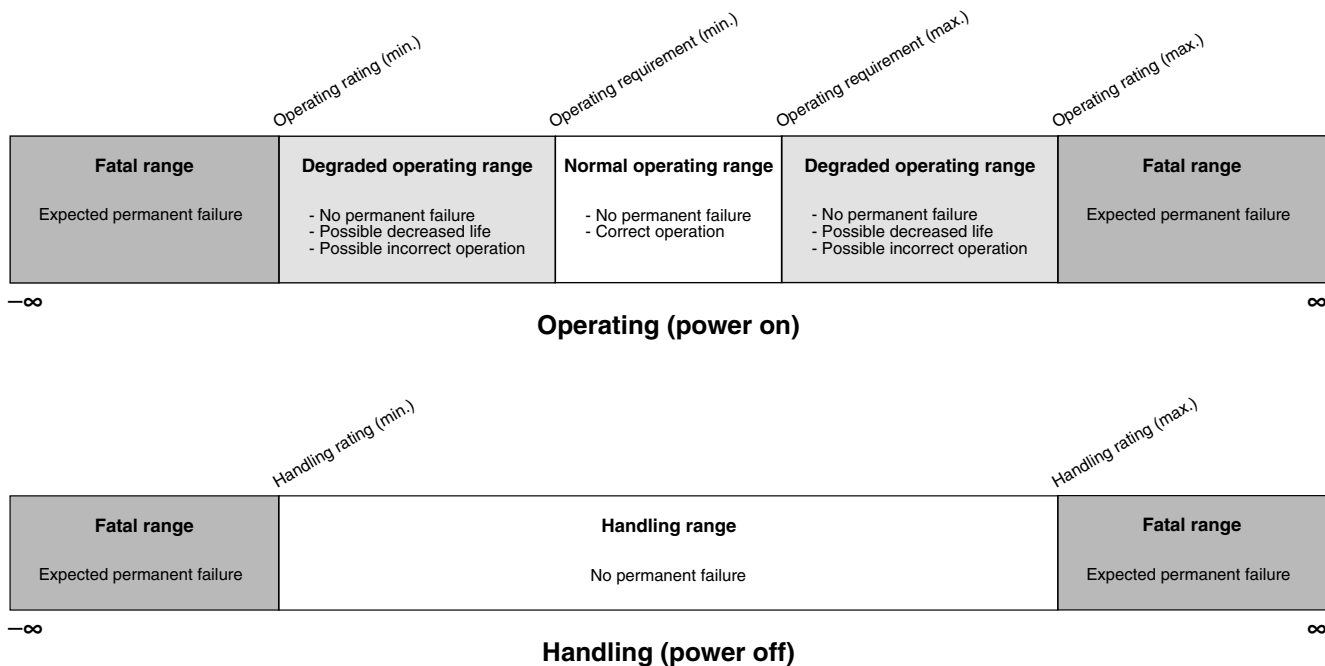 Operating rating (min.)
Operating requirement (min.)
Operating requirement (max.)
Operating rating (max.)
Fatal range
Degraded operating range
Normal operating range
Degraded operating range
Fatal range
Expected permanent failure
- No permanent failure
- Possible decreased life
- Possible incorrect operation
- No permanent failure
- Correct operation
- No permanent failure
- Possible decreased life
- Possible incorrect operation
Expected permanent failure
–∞
∞
Operating (power on)
Handling rating (min.)
Handling rating (max.)
Fatal range
Handling range
Fatal range
Expected permanent failure
No permanent failure
Expected permanent failure
–∞
∞
Handling (power off)